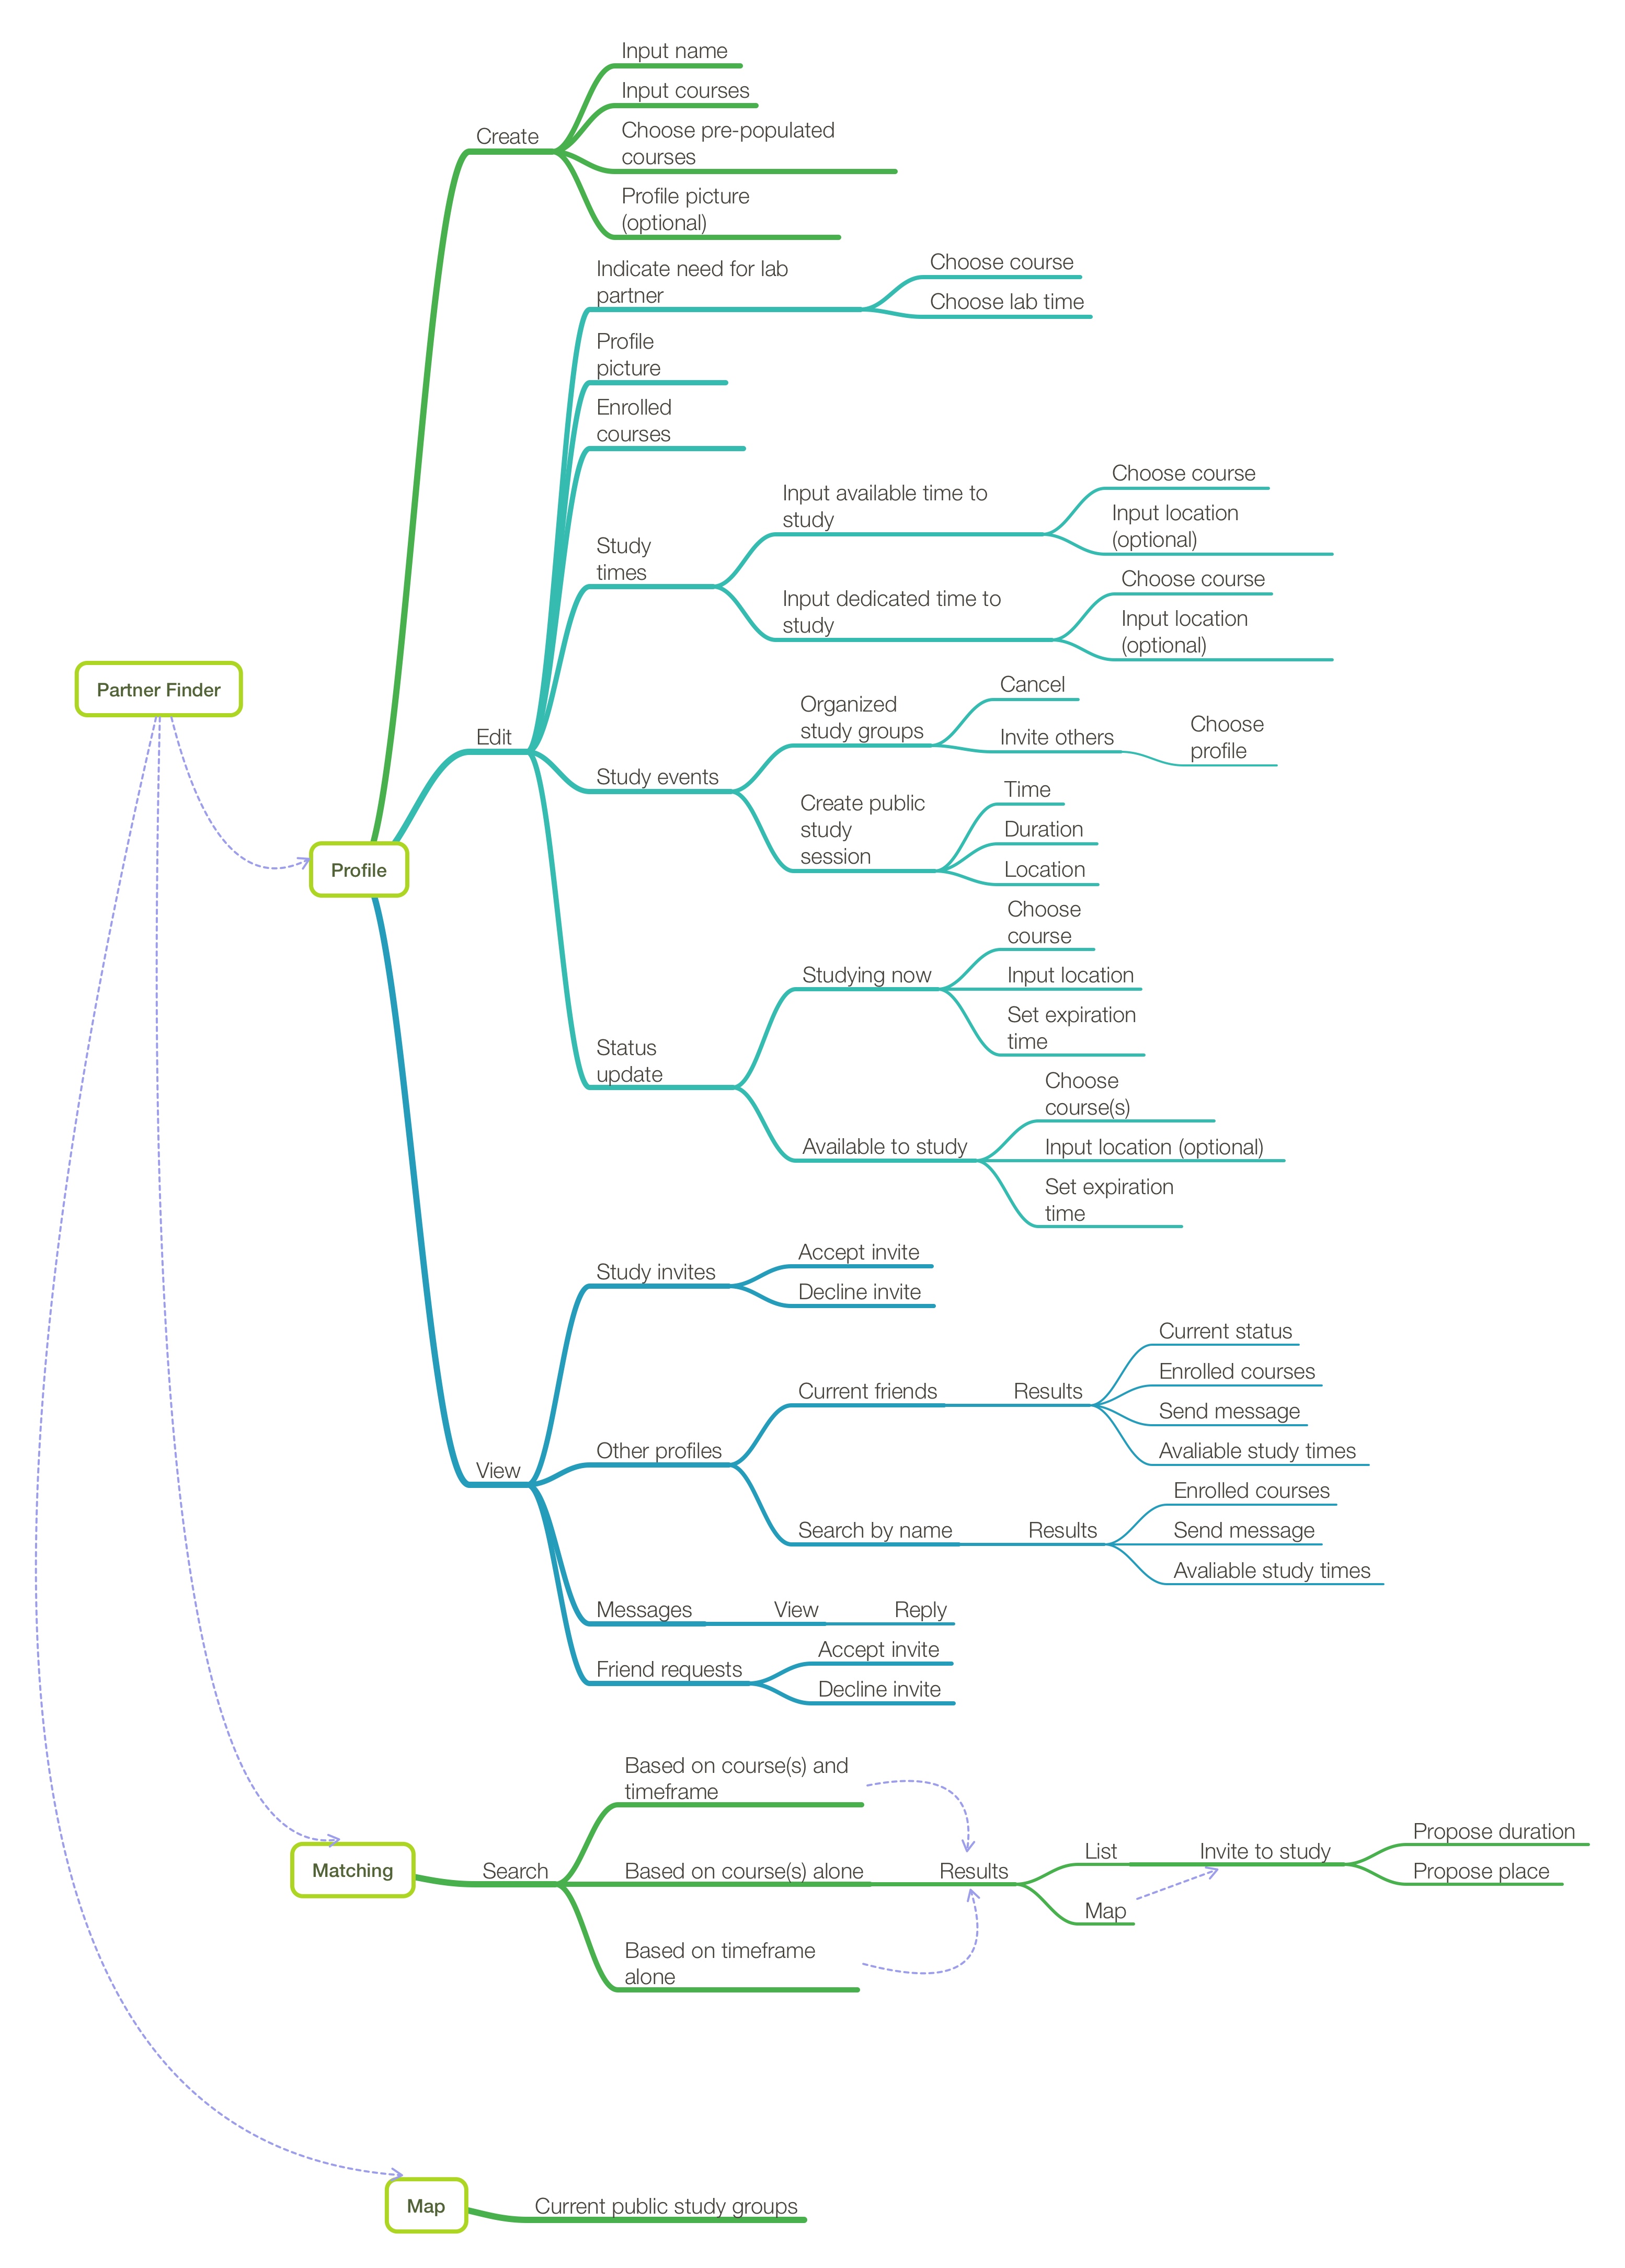 Input name
Input courses
Create
Choose pre-populated
courses
Profile picture
(optional)
Indicate need for lab
partner
Choose course
Choose lab time
Profile
picture
Enrolled
courses
Study
times
Input available time to
study
Choose course
Input location
(optional)
Input dedicated time to
study
Choose course
Input location
(optional)
Partner Finder
Edit
Study events
Organized
study groups
Cancel
Invite others
Choose
profile
Create public
study
session
Time
Duration
Location
Profile
Status
update
Studying now
Choose
course
Input location
Set expiration
time
Available to study
Choose
course(s)
Input location (optional)
Set expiration
time
View
Study invites
Accept invite
Decline invite
Other profiles
Current friends
Results
Current status
Enrolled courses
Send message
Avaliable study times
Search by name
Results
Enrolled courses
Send message
Avaliable study times
Messages
View
Reply
Friend requests
Accept invite
Decline invite
Matching
Search
Based on course(s) and
timeframe
Based on course(s) alone
Based on timeframe
alone
Results
List
Map
Invite to study
Propose duration
Propose place
Map
Current public study groups